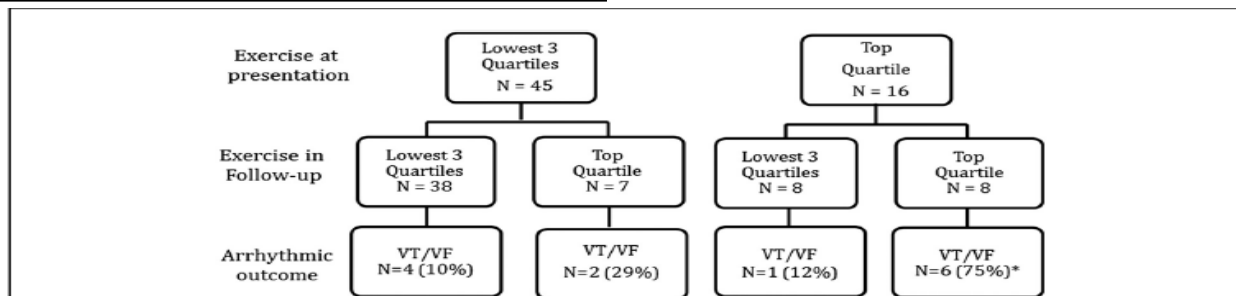 Exercise at
presentation
Lowest 3
Quartiles
N = 45
Top
Quartile
N = 16
Exercise in
Follow-up
Lowest 3
Quartiles
N = 38
Top
Quartile
N = 7
Lowest 3
Quartiles
N = 8
Top
Quartile
N = 8
Arrhythmic
outcome
VT/VF
N=4 (10%)
VT/VF
N=2 (29%)
VT/VF
N=1 (12%)
VT/VF
N=6 (75%)*